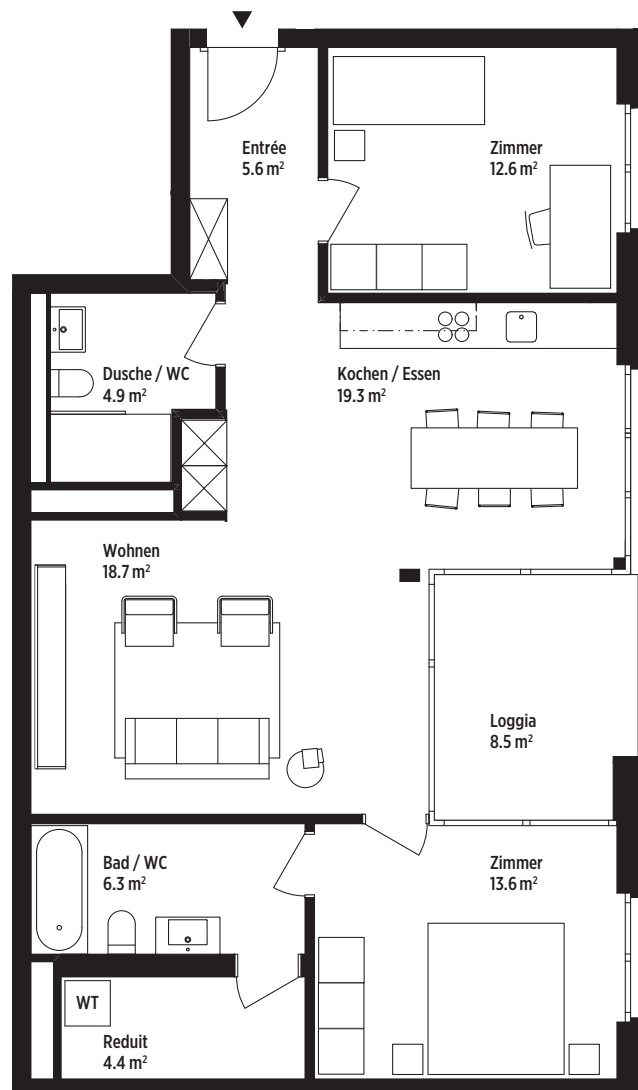 Entrée
5.6 m²
Zimmer
12.6 m²
Dusche / WC
4.9 m²
Kochen / Essen
19.3 m²
Wohnen
18.7 m²
Loggia
8.5 m²
Bad / WC
6.3 m²
Zimmer
13.6 m²
WT
Reduit
4.4 m²